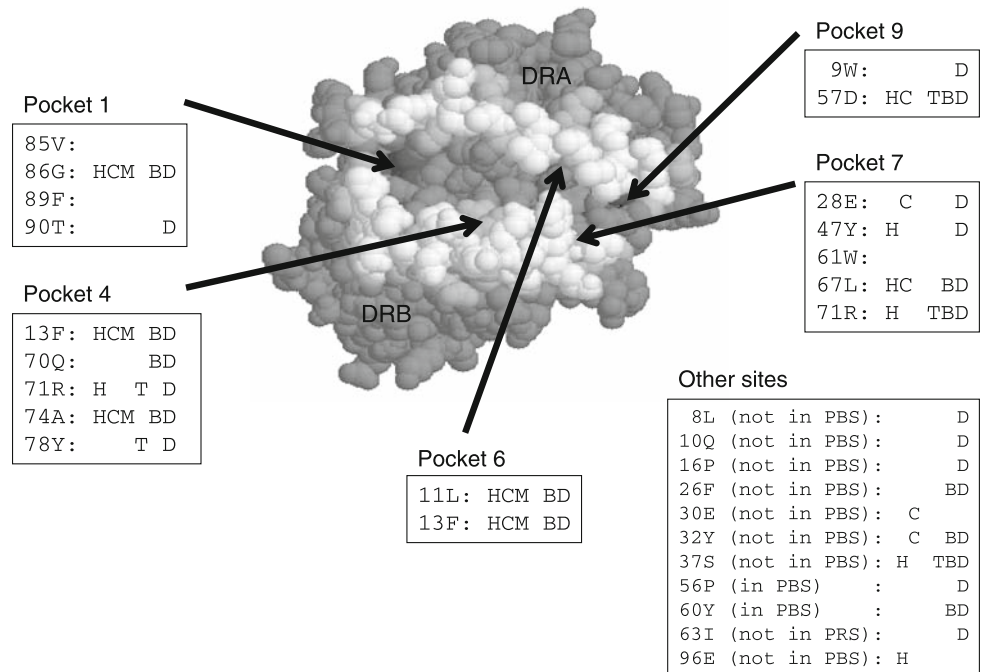 Pocket 1
85V:
86G: HCM BD
89F:
90T:      D
Pocket 4
13F: HCM BD
70Q:     BD
71R: H  T D
74A: HCM BD
78Y:    T D
DRA
DRB
Pocket 6
11L: HCM BD
13F: HCM BD
Pocket 9
9W:      D
57D: HC TBD
Pocket 7
28E:  C   D
47Y: H    D
61W:
67L: HC  BD
71R: H  TBD
Other sites
8L (not in PBS):      D
10Q (not in PBS):      D
16P (not in PBS):      D
26F (not in PBS):     BD
30E (not in PBS):  C
32Y (not in PBS):  C  BD
37S (not in PBS): H  TBD
56P (in PBS)    :      D
60Y (in PBS)    :     BD
63I (not in PRS):      D
96E (not in PBS): H